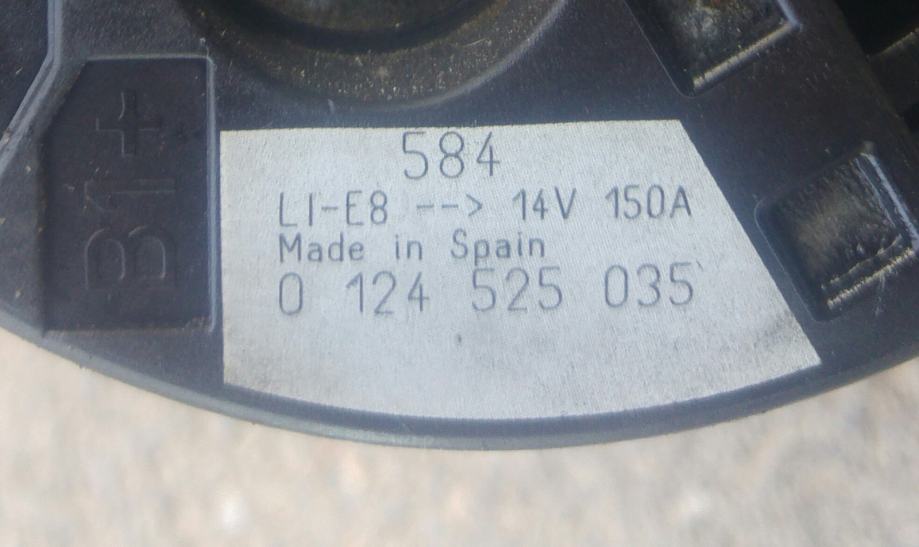 B1+
584
LI-E8 --> 14V 150A
Made in Spain
0 124 525 035